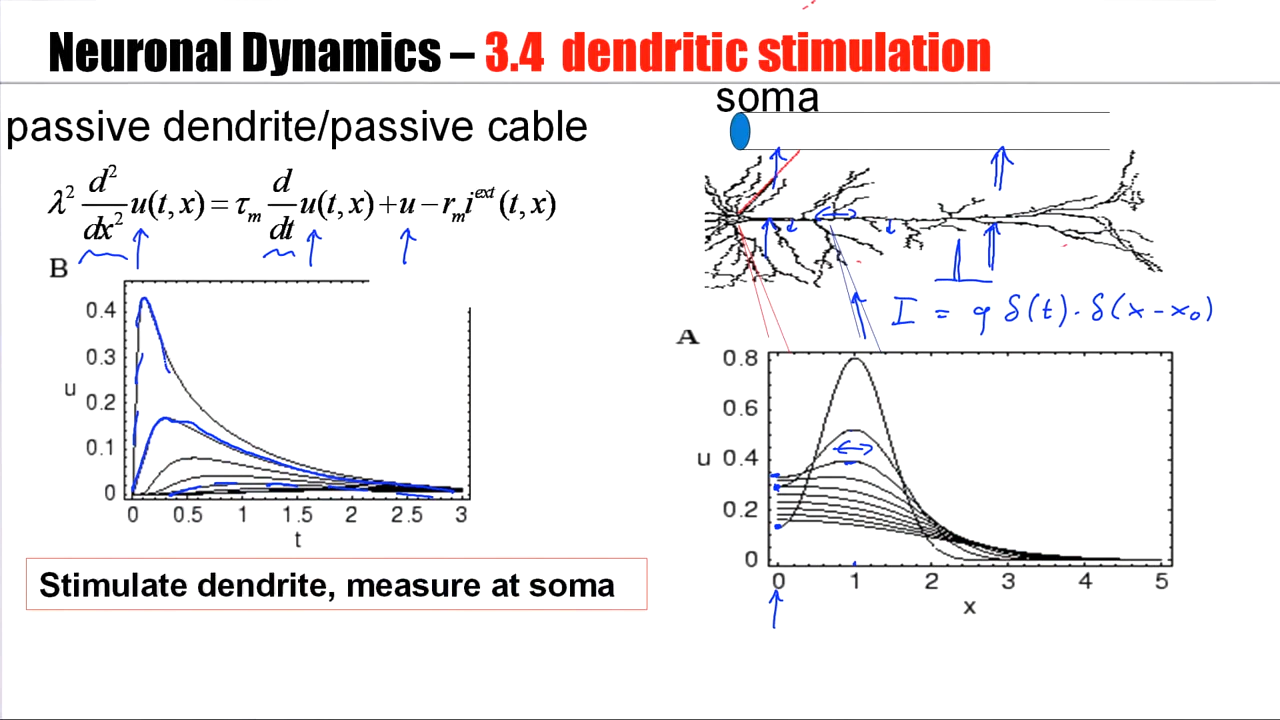 Neuronal Dynamics – 3.4 dendritic stimulation
soma
passive dendrite/passive cable
λ² d²/dx² u(t, x) = τₘ d/dt u(t, x) + u − rₘ iᵉˣᵗ (t, x)
I = q δ(t) · δ(x − x₀)
B
0.4
0.3
u
0.2
0.1
0
0 0.5 1 1.5 2 2.5 3
t
A
0.8
0.6
u 0.4
0.2
0
0 1 2 3 4 5
x
Stimulate dendrite, measure at soma